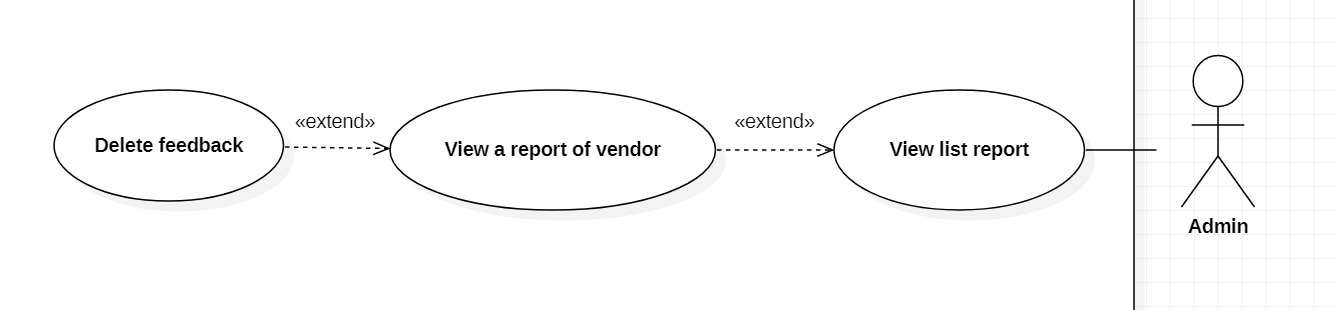 Delete feedback
«extend»
View a report of vendor
«extend»
View list report
Admin